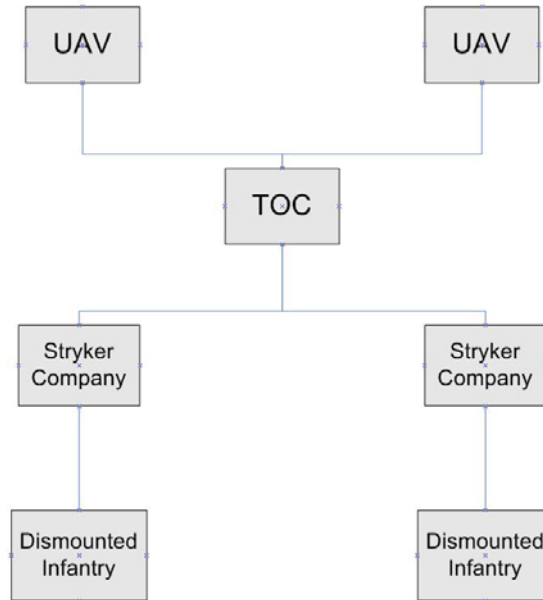 UAV
UAV
TOC
Stryker
Company
Stryker
Company
Dismounted
Infantry
Dismounted
Infantry